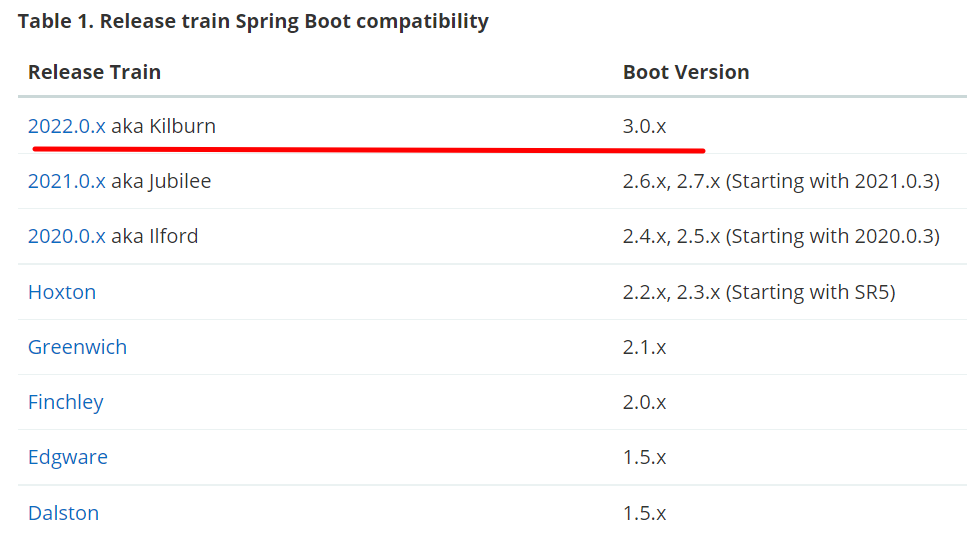 Table 1. Release train Spring Boot compatibility
Release Train Boot Version
2022.0.x aka Kilburn 3.0.x
2021.0.x aka Jubilee 2.6.x, 2.7.x (Starting with 2021.0.3)
2020.0.x aka Ilford 2.4.x, 2.5.x (Starting with 2020.0.3)
Hoxton 2.2.x, 2.3.x (Starting with SR5)
Greenwich 2.1.x
Finchley 2.0.x
Edgware 1.5.x
Dalston 1.5.x